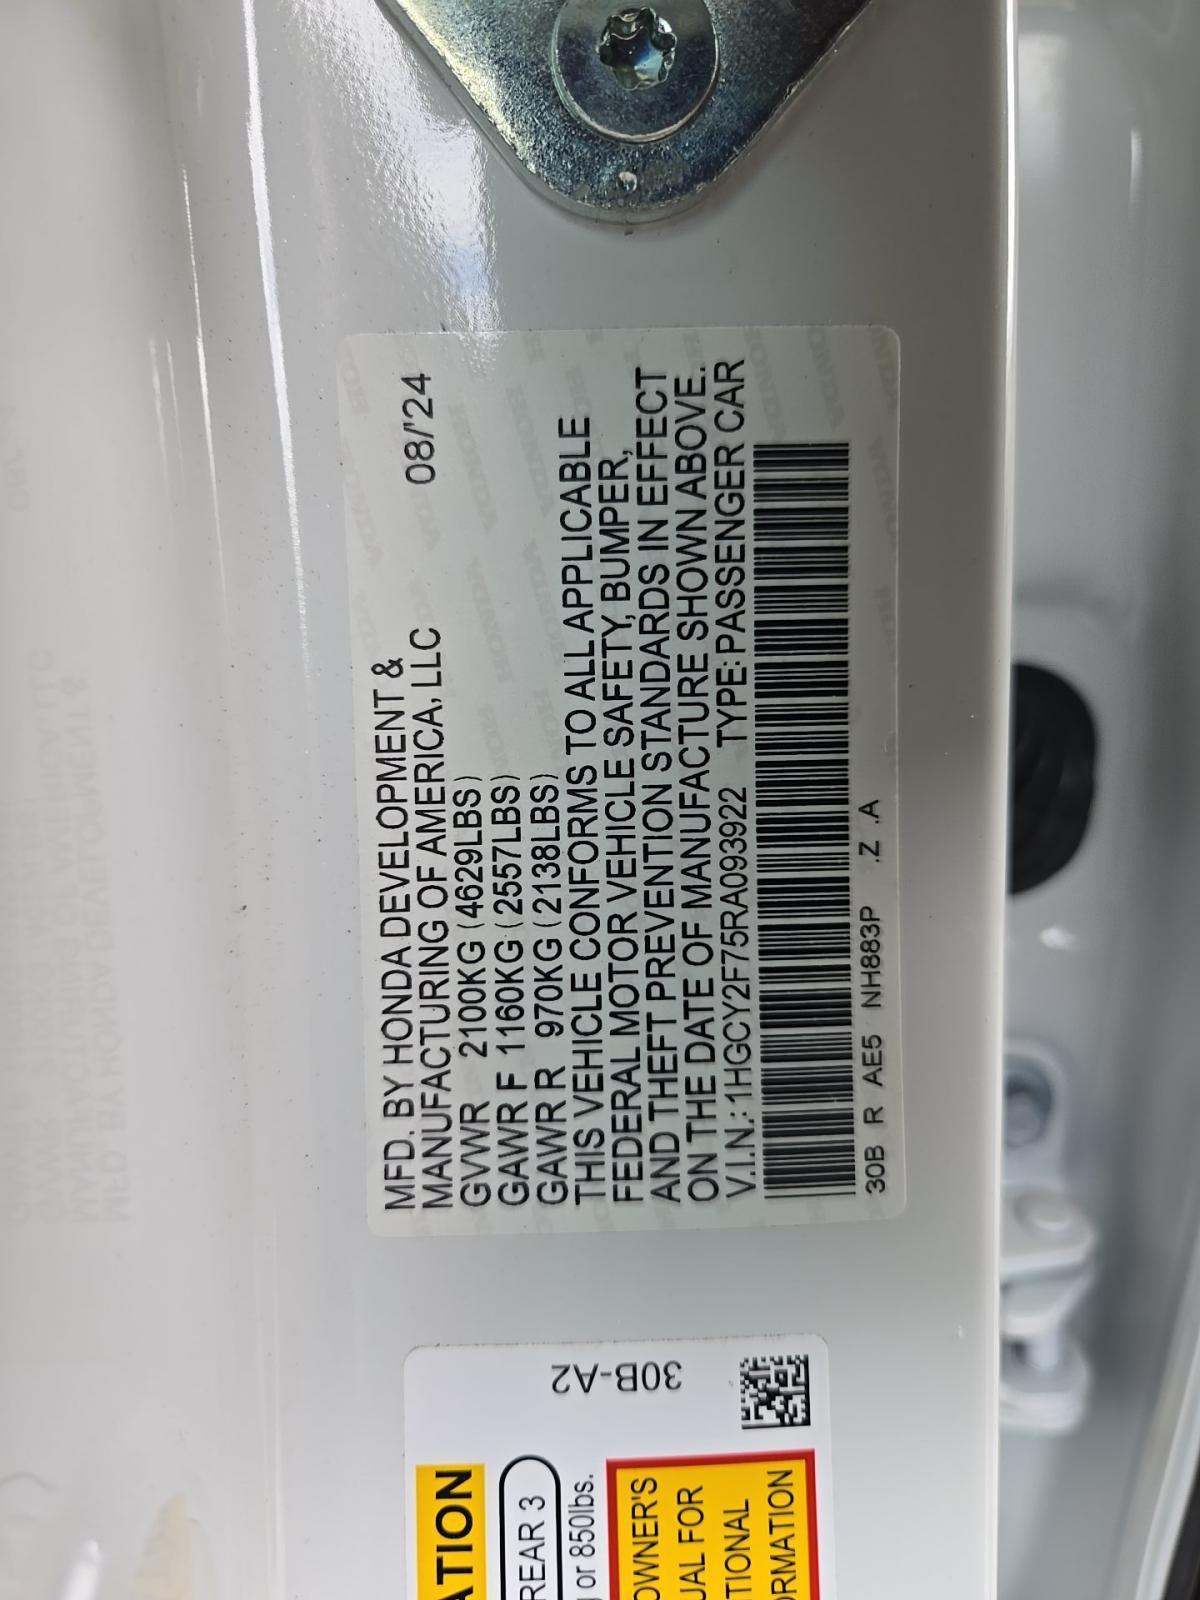 MFD. BY HONDA DEVELOPMENT &
MANUFACTURING OF AMERICA, LLC 08/'24
GVWR 2100KG (4629LBS)
GAWR F 1160KG (2557LBS)
GAWR R 970KG (2138LBS)
THIS VEHICLE CONFORMS TO ALL APPLICABLE
FEDERAL MOTOR VEHICLE SAFETY, BUMPER,
AND THEFT PREVENTION STANDARDS IN EFFECT
ON THE DATE OF MANUFACTURE SHOWN ABOVE.
V.I.N.: 1HGCY2F75RA093922 TYPE: PASSENGER CAR
30B R AE5 NH883P .Z .A
30B-A2
ATION
REAR 3
or 850lbs.
OWNER'S
UAL FOR
TIONAL
ORMATION